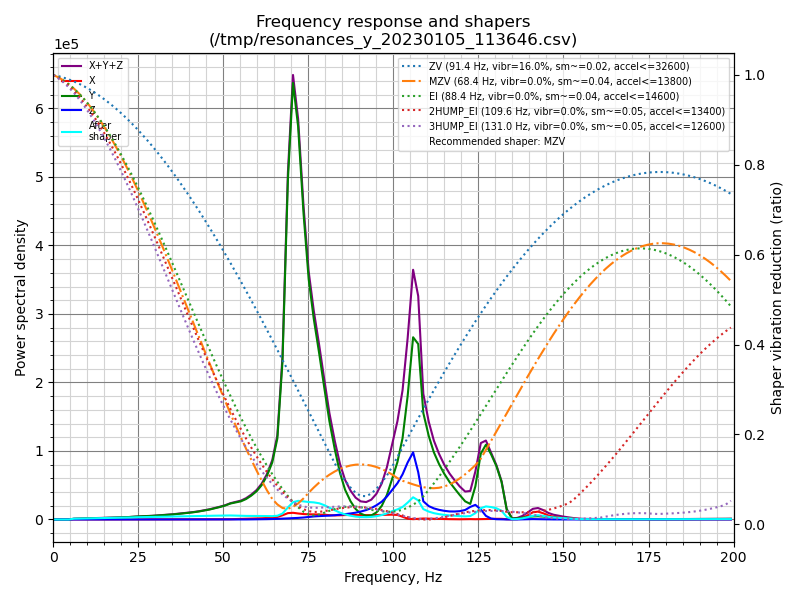 Frequency response and shapers
(/tmp/resonances_y_20230105_113646.csv)
1e5
X+Y+Z
X
Y
Z
After
shaper
ZV (91.4 Hz, vibr=16.0%, sm~=0.02, accel<=32600)
MZV (68.4 Hz, vibr=0.0%, sm~=0.04, accel<=13800)
EI (88.4 Hz, vibr=0.0%, sm~=0.04, accel<=14600)
2HUMP_EI (109.6 Hz, vibr=0.0%, sm~=0.05, accel<=13400)
3HUMP_EI (131.0 Hz, vibr=0.0%, sm~=0.05, accel<=12600)
Recommended shaper: MZV
Power spectral density
6
5
4
3
2
1
0
1.0
0.8
0.6
0.4
0.2
0.0
Shaper vibration reduction (ratio)
0 25 50 75 100 125 150 175 200
Frequency, Hz